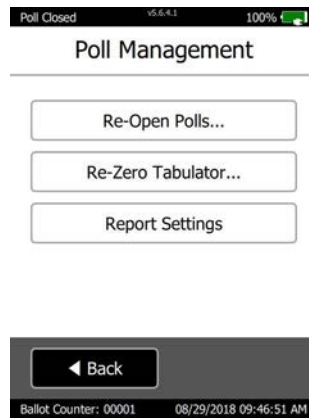 Poll Closed v5.6.4.1 100%
Poll Management
Re-Open Polls...
Re-Zero Tabulator...
Report Settings
Back
Ballot Counter: 00001 08/29/2018 09:46:51 AM